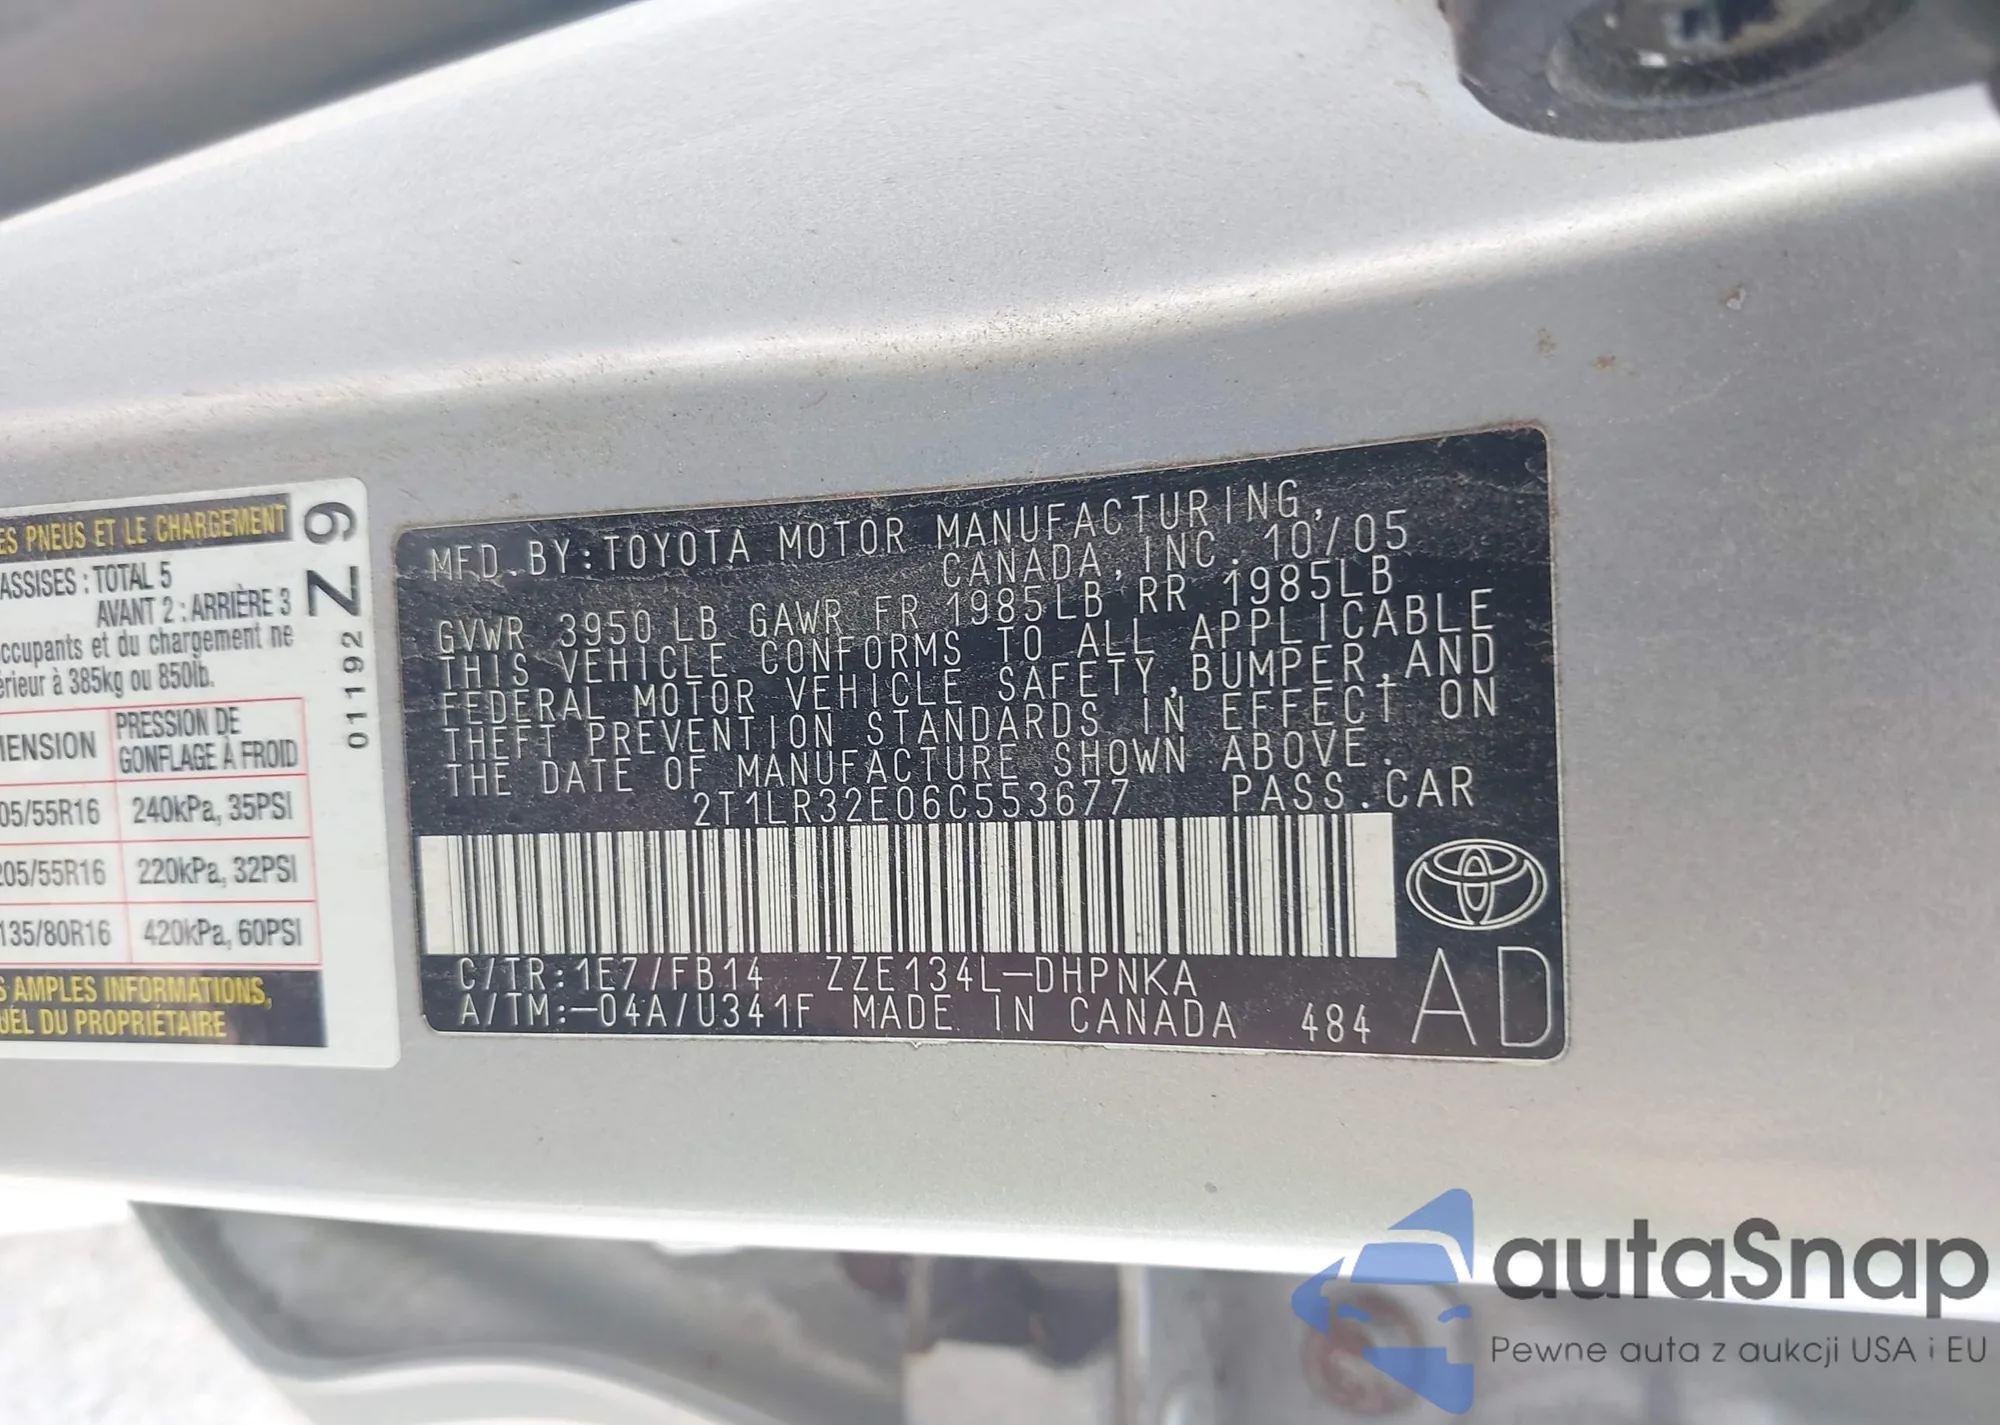 ES PNEUS ET LE CHARGEMENT
ASSISES : TOTAL 5
AVANT 2 : ARRIÈRE 3
ccupants et du chargement ne
érieur à 385kg ou 850lb.
MENSION
PRESSION DE
GONFLAGE À FROID
05/55R16 240kPa, 35PSI
205/55R16 220kPa, 32PSI
135/80R16 420kPa, 60PSI
S AMPLES INFORMATIONS,
UEL DU PROPRIÉTAIRE
01192 Z9
MFD.BY:TOYOTA MOTOR MANUFACTURING,
CANADA,INC. 10/05
GVWR 3950LB GAWR FR 1985LB RR 1985LB
THIS VEHICLE CONFORMS TO ALL APPLICABLE
FEDERAL MOTOR VEHICLE SAFETY,BUMPER,AND
THEFT PREVENTION STANDARDS IN EFFECT ON
THE DATE OF MANUFACTURE SHOWN ABOVE.
2T1LR32E06C553677 PASS.CAR
C/TR:1E7/FB14 ZZE134L-DHPNKA
A/TM:-04A/U341F MADE IN CANADA 484
AD
autaSnap
Pewne auta z aukcji USA i EU